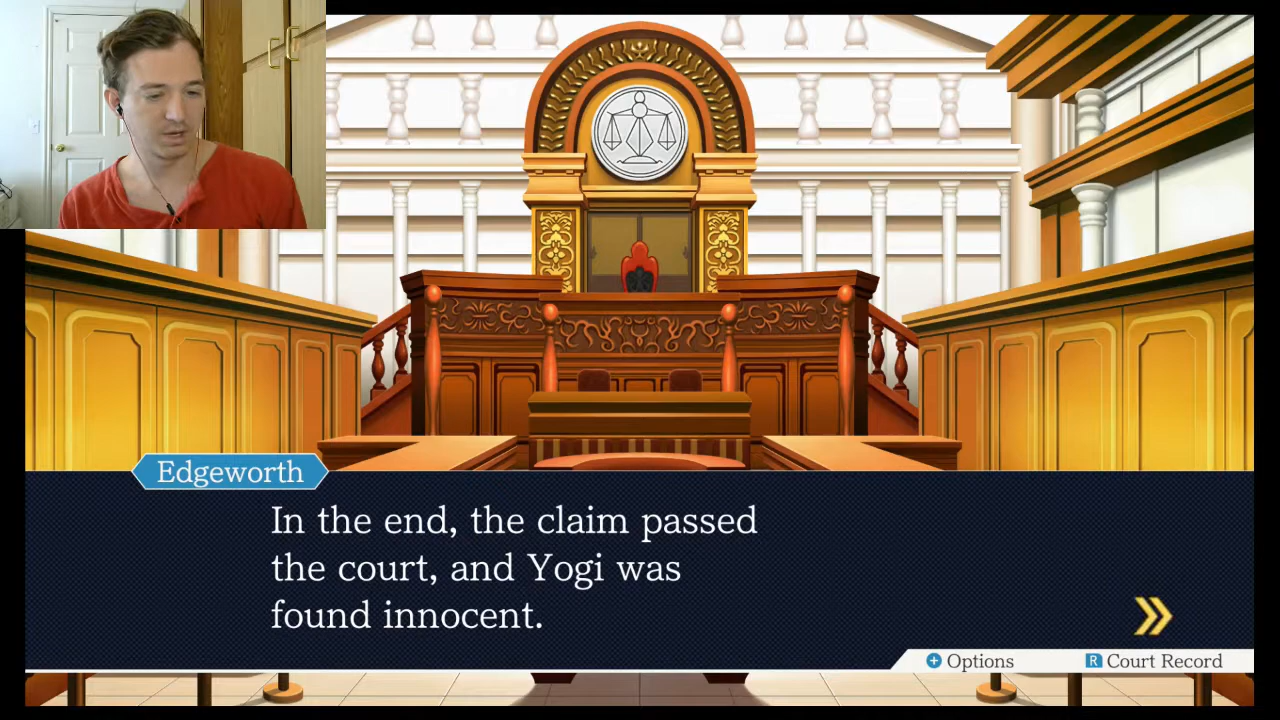 Edgeworth
In the end, the claim passed
the court, and Yogi was
found innocent.
Options
R Court Record